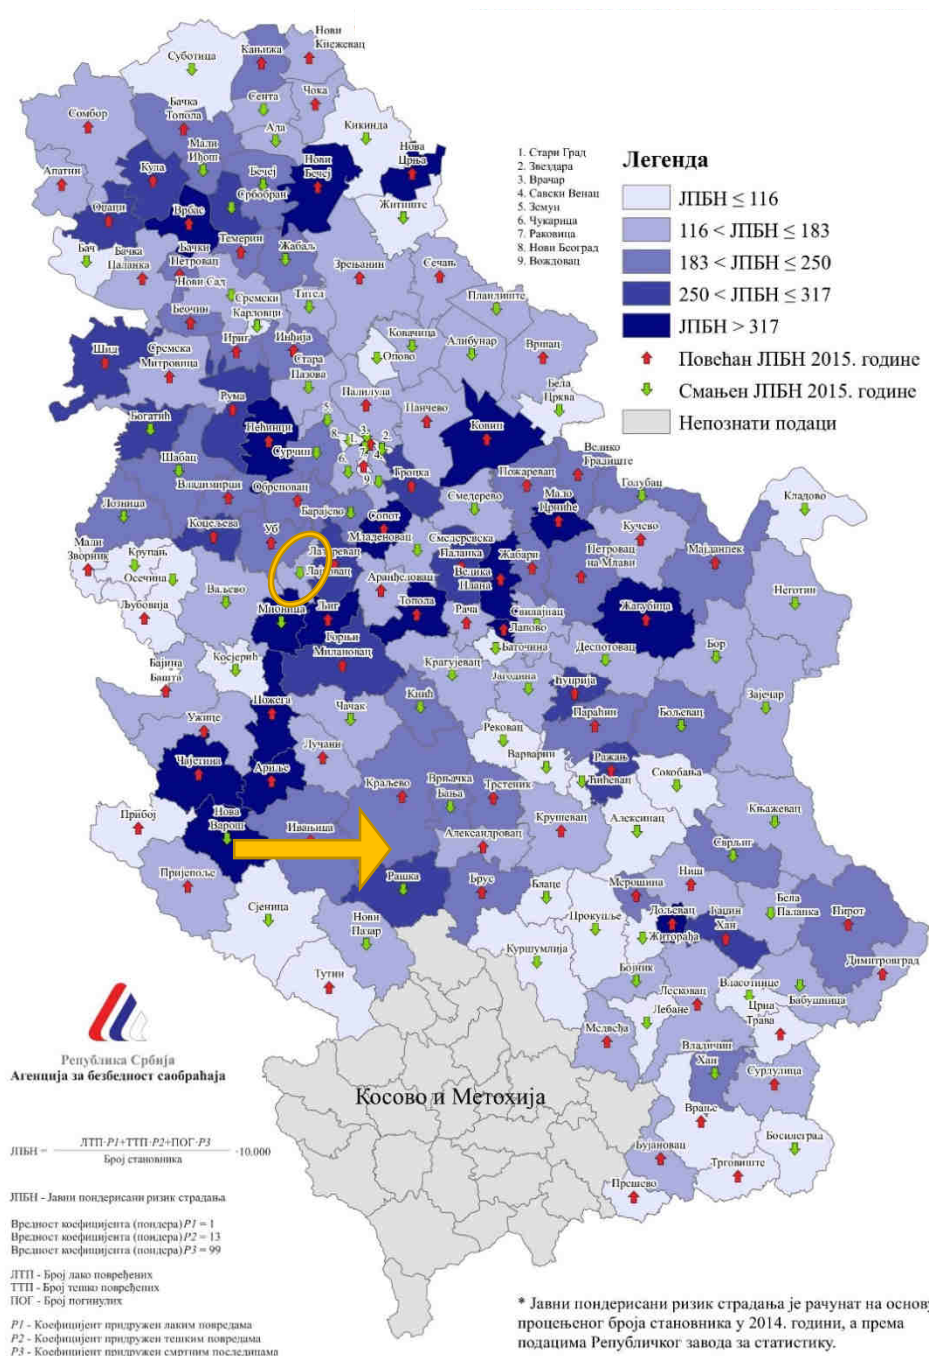 Суботица
Кањижа
Нови
Кнежевац
Сента
Чока
Сомбор
Бачка
Топола
Ада
Кикинда
Мали
Иђош
Нова
Црња
Апатин
Кула
Бечеј
Нови
Бечеј
Оџаци
Врбас
Србобран
Житиште
Бач
Бачка
Паланка
Бачки
Петровац
Темерин
Жабаљ
Зрењанин
Сечањ
Нови Сад
Сремски
Карловци
Тител
Пландиште
Беочин
Ковачица
Опово
Алибунар
Вршац
Шид
Сремска
Митровица
Ириг
Инђија
Стара
Пазова
Бела
Црква
Рума
Палилула
Панчево
Богатић
Пећинци
Ковин
5.
8.
1.
3.
2.
4.
7.
6.
9.
Шабац
Сурчин
Гроцка
Пожаревац
Велико
Градиште
Голубац
Владимирци
Обреновац
Смедерево
Мало
Црниће
Кладово
Лозница
Коцељева
Уб
Барајево
Сопот
Младеновац
Смедеревска
Паланка
Кучево
Мали
Зворник
Крупањ
Осечина
Лазаревац
Лајковац
Аранђеловац
Велика
Плана
Жабари
Петровац
на Млави
Мајданпек
Љубовија
Ваљево
Мионица
Љиг
Топола
Рача
Свилајнац
Жагубица
Неготин
Лапово
Баточина
Бајина
Башта
Косјерић
Горњи
Милановац
Крагујевац
Деспотовац
Бор
Јагодина
Ћуприја
Ужице
Пожега
Чачак
Кнић
Параћин
Бољевац
Зајечар
Рековац
Лучани
Варварин
Ражањ
Чајетина
Ариље
Ћићевац
Сокобања
Краљево
Врњачка
Бања
Трстеник
Прибој
Нова
Варош
Ивањица
Александровац
Крушевац
Алексинац
Књажевац
Сврљиг
Пријепоље
Рашка
Брус
Блаце
Мерошина
Ниш
Бела
Паланка
Пирот
Сјеница
Нови
Пазар
Прокупље
Дољевац
Гаџин
Хан
Житорађа
Димитровград
Тутин
Куршумлија
Бојник
Лесковац
Власотинце
Бабушница
Лебане
Црна
Трава
Медвеђа
Владичин
Хан
Сурдулица
Врање
Босилеград
Бујановац
Трговиште
Прешево
Косово и Метохија
1. Стари Град
2. Звездара
3. Врачар
4. Савски Венац
5. Земун
6. Чукарица
7. Раковица
8. Нови Београд
9. Вождовац
Легенда
ЈПБН ≤ 116
116 < ЈПБН ≤ 183
183 < ЈПБН ≤ 250
250 < ЈПБН ≤ 317
ЈПБН > 317
Повећан ЈПБН 2015. године
Смањен ЈПБН 2015. године
Непознати подаци
Република Србија
Агенција за безбедност саобраћаја
ЈПБН = ЛТП·P1+ТТП·P2+ПОГ·P3
Број становника
·10.000
ЈПБН - Јавни пондерисани ризик страдања
Вредност коефицијента (пондера) P1 = 1
Вредност коефицијента (пондера) P2 = 13
Вредност коефицијента (пондера) P3 = 99
ЛТП - Број лако повређених
ТТП - Број тешко повређених
ПОГ - Број погинулих
P1 - Коефицијент придружен лаким повредама
P2 - Коефицијент придружен тешким повредама
P3 - Коефицијент придружен смртним последицама
* Јавни пондерисани ризик страдања је рачунат на основу
процењеног броја становника у 2014. години, а према
подацима Републичког завода за статистику.